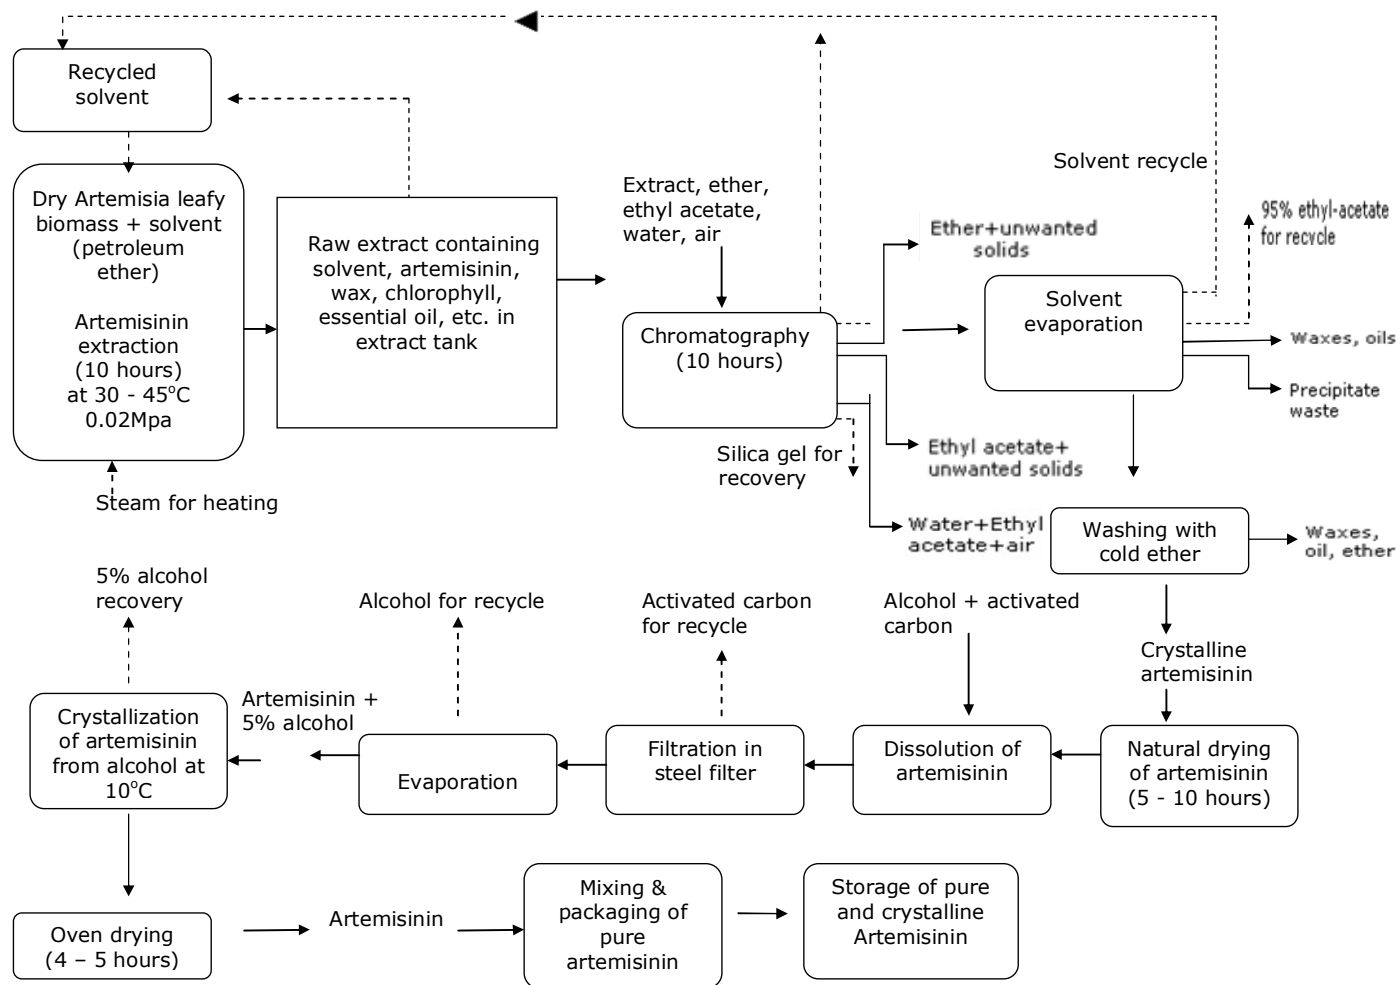 Recycled
solvent
Dry Artemisia leafy
biomass + solvent
(petroleum
ether)
Artemisinin
extraction
(10 hours)
at 30 - 45°C
0.02Mpa
Steam for heating
Raw extract containing
solvent, artemisinin,
wax, chlorophyll,
essential oil, etc. in
extract tank
Extract, ether,
ethyl acetate,
water, air
Chromatography
(10 hours)
Silica gel for
recovery
Ether+unwanted
solids
Ethyl acetate+
unwanted solids
Water+Ethyl
acetate+air
Solvent recycle
Solvent
evaporation
95% ethyl-acetate
for recycle
Waxes, oils
Precipitate
waste
Washing with
cold ether
Waxes,
oil, ether
Crystalline
artemisinin
Natural drying
of artemisinin
(5 - 10 hours)
Alcohol + activated
carbon
Dissolution of
artemisinin
Activated carbon
for recycle
Filtration in
steel filter
Alcohol for recycle
Evaporation
Artemisinin +
5% alcohol
5% alcohol
recovery
Crystallization
of artemisinin
from alcohol at
10°C
Oven drying
(4 – 5 hours)
Artemisinin
Mixing &
packaging of
pure
artemisinin
Storage of pure
and crystalline
Artemisinin